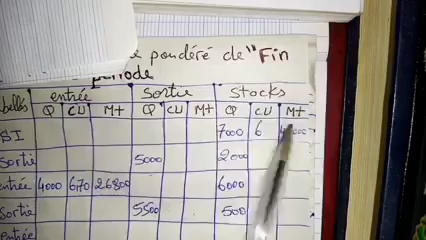 pondéré de "Fin
période
entrée Sortie Stocks
Q CU Mt Q CU Mt Q CU Mt
SI 7000 6
Sortie 5000 2000
entrée 4000 6,70 26800 6000
Sortie 5500 500
entrée